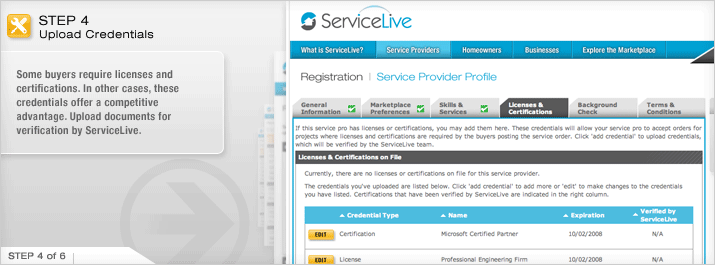 STEP 4
Upload Credentials
Some buyers require licenses and
certifications. In other cases, these
credentials offer a competitive
advantage. Upload documents for
verification by ServiceLive.
STEP 4 of 6
ServiceLive
What is ServiceLive? Service Providers Homeowners Businesses Explore the Marketplace
Registration | Service Provider Profile
General Information
Marketplace Preferences
Skills & Services
Licenses & Certifications
Background Check
Terms & Conditions
If this service pro has licenses or certifications, you may add them here. These credentials will allow your service pro to accept orders for
projects where licenses and certifications are required by the buyers posting the service order. Click 'add credential' to upload credentials,
which will be verified by the ServiceLive team.
Licenses & Certifications on File
Currently, there are no licenses or certifications on file for this service provider.
The credentials you've uploaded are listed below. Click 'add credential' to add more or 'edit' to make changes to the credentials
you have listed. Certifications that have been verified by ServiceLive are indicated in the right column.
Credential Type Name Expiration Verified by ServiceLive
EDIT Certification Microsoft Certified Partner 10/02/2008 N/A
EDIT License Professional Engineering Firm 10/02/2008 N/A